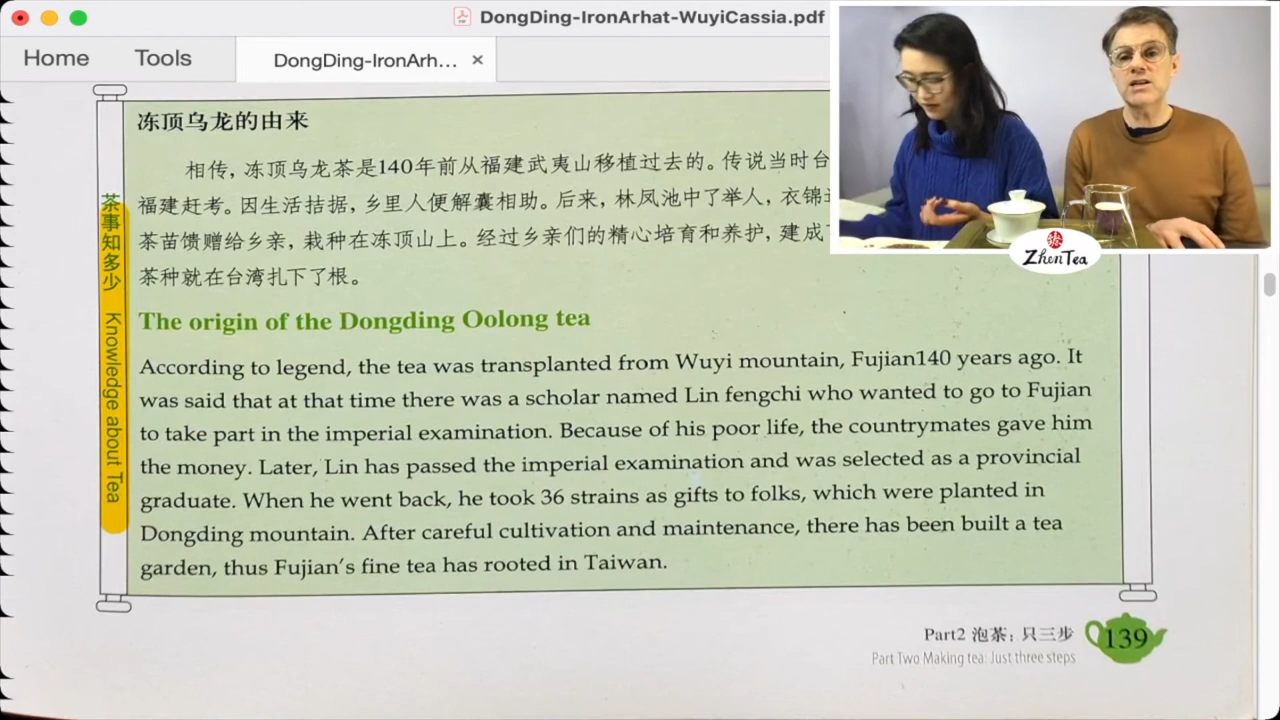 DongDing-IronArhat-WuyiCassia.pdf
Home
Tools
DongDing-IronArh...
冻顶乌龙的由来
相传,冻顶乌龙茶是140年前从福建武夷山移植过去的。传说当时台
福建赶考。因生活拮据,乡里人便解囊相助。后来,林凤池中了举人,衣锦
茶苗馈赠给乡亲,栽种在冻顶山上。经过乡亲们的精心培育和养护,建成
茶种就在台湾扎下了根。
茶事知多少 Knowledge about Tea
The origin of the Dongding Oolong tea
According to legend, the tea was transplanted from Wuyi mountain, Fujian140 years ago. It
was said that at that time there was a scholar named Lin fengchi who wanted to go to Fujian
to take part in the imperial examination. Because of his poor life, the countrymates gave him
the money. Later, Lin has passed the imperial examination and was selected as a provincial
graduate. When he went back, he took 36 strains as gifts to folks, which were planted in
Dongding mountain. After careful cultivation and maintenance, there has been built a tea
garden, thus Fujian's fine tea has rooted in Taiwan.
Part2 泡茶:只三步
139
Part Two Making tea: Just three steps
ZhenTea